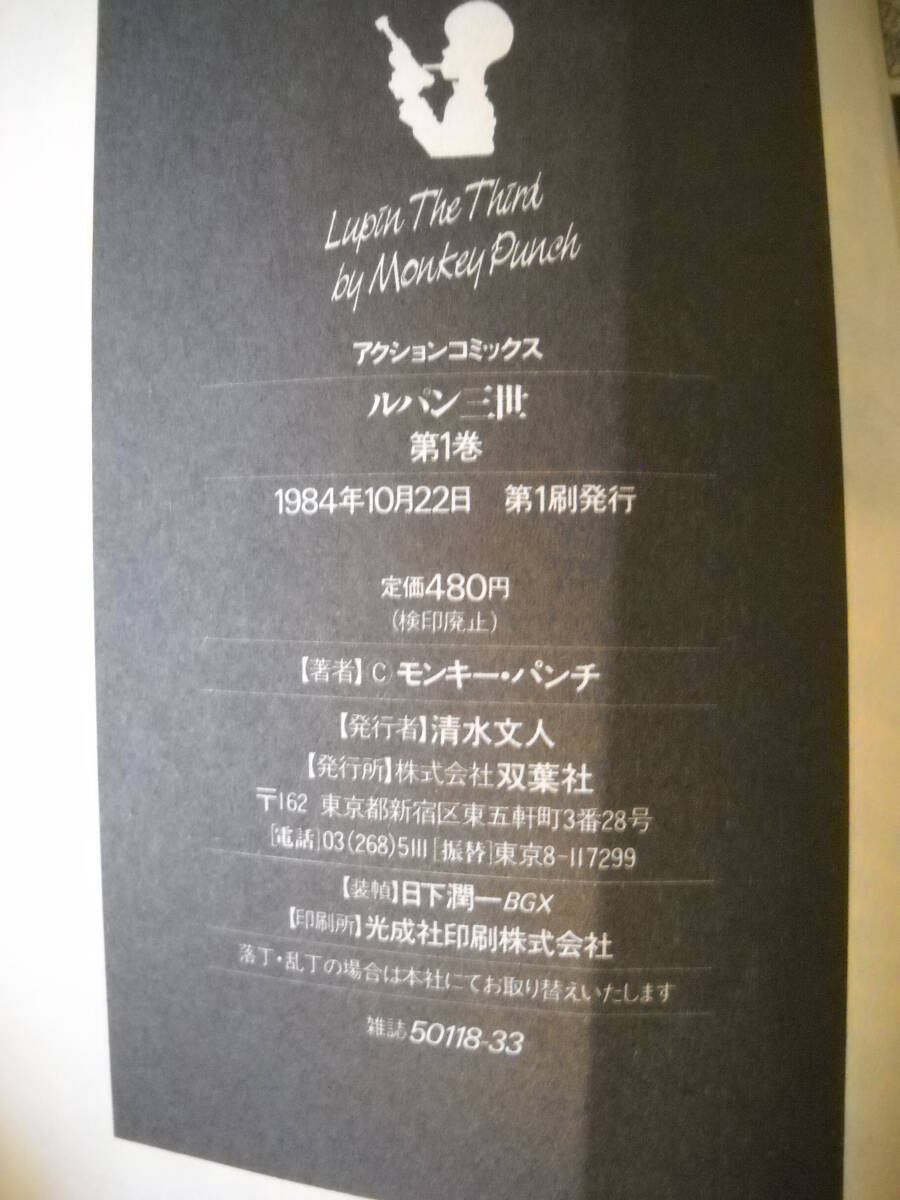 Lupin The Third
by Monkey Punch
アクションコミックス
ルパン三世
第1巻
1984年10月22日 第1刷発行
定価480円
(検印廃止)
【著者】C モンキー・パンチ
【発行者】清水文人
【発行所】株式会社双葉社
〒162 東京都新宿区東五軒町3番28号
[電話]03(268)5111[振替]東京8-117299
【装幀】日下潤一BGX
【印刷所】光成社印刷株式会社
落丁・乱丁の場合は本社にてお取り替えいたします
雑誌50118-33